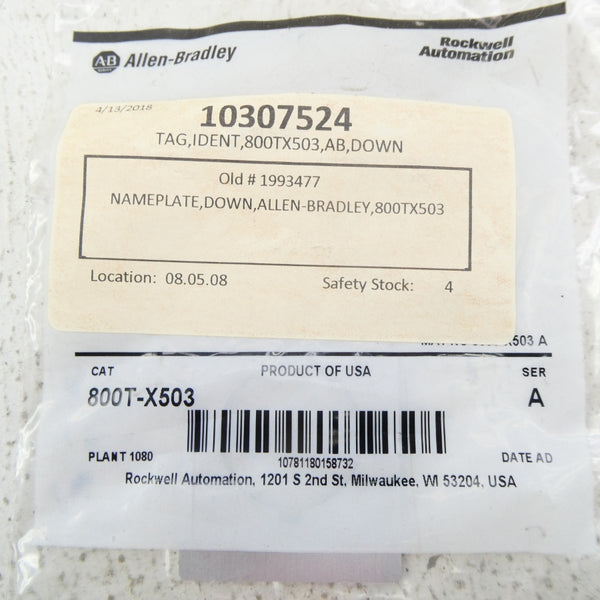 AB Allen-Bradley
Rockwell
Automation
4/13/2018
10307524
TAG,IDENT,800TX503,AB,DOWN
Old # 1993477
NAMEPLATE,DOWN,ALLEN-BRADLEY,800TX503
Location: 08.05.08 Safety Stock: 4
X503 A
CAT PRODUCT OF USA SER
800T-X503 A
PLANT 1080 10781180158732 DATE AD
Rockwell Automation, 1201 S 2nd St, Milwaukee, WI 53204, USA